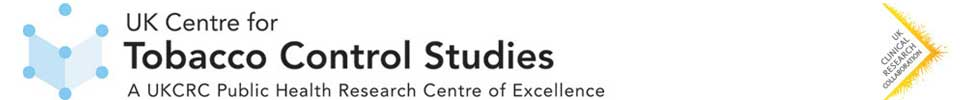 UK Centre for
Tobacco Control Studies
A UKCRC Public Health Research Centre of Excellence
UK
CLINICAL
RESEARCH
COLLABORATION